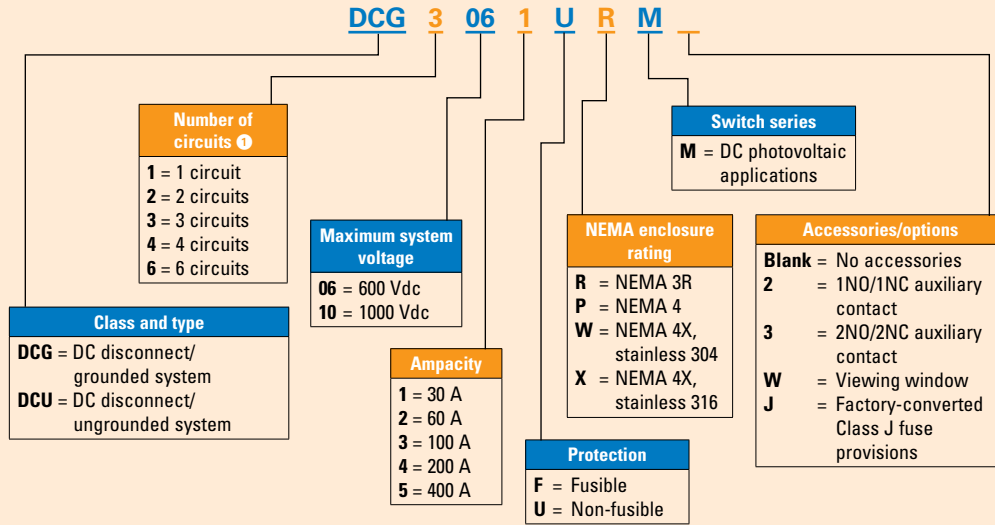 DCG 3 06 1 U R M _
Number of
circuits ❶
1 = 1 circuit
2 = 2 circuits
3 = 3 circuits
4 = 4 circuits
6 = 6 circuits
Class and type
DCG = DC disconnect/
grounded system
DCU = DC disconnect/
ungrounded system
Maximum system
voltage
06 = 600 Vdc
10 = 1000 Vdc
Ampacity
1 = 30 A
2 = 60 A
3 = 100 A
4 = 200 A
5 = 400 A
Protection
F = Fusible
U = Non-fusible
NEMA enclosure
rating
R = NEMA 3R
P = NEMA 4
W = NEMA 4X,
stainless 304
X = NEMA 4X,
stainless 316
Switch series
M = DC photovoltaic
applications
Accessories/options
Blank = No accessories
2 = 1NO/1NC auxiliary
contact
3 = 2NO/2NC auxiliary
contact
W = Viewing window
J = Factory-converted
Class J fuse
provisions